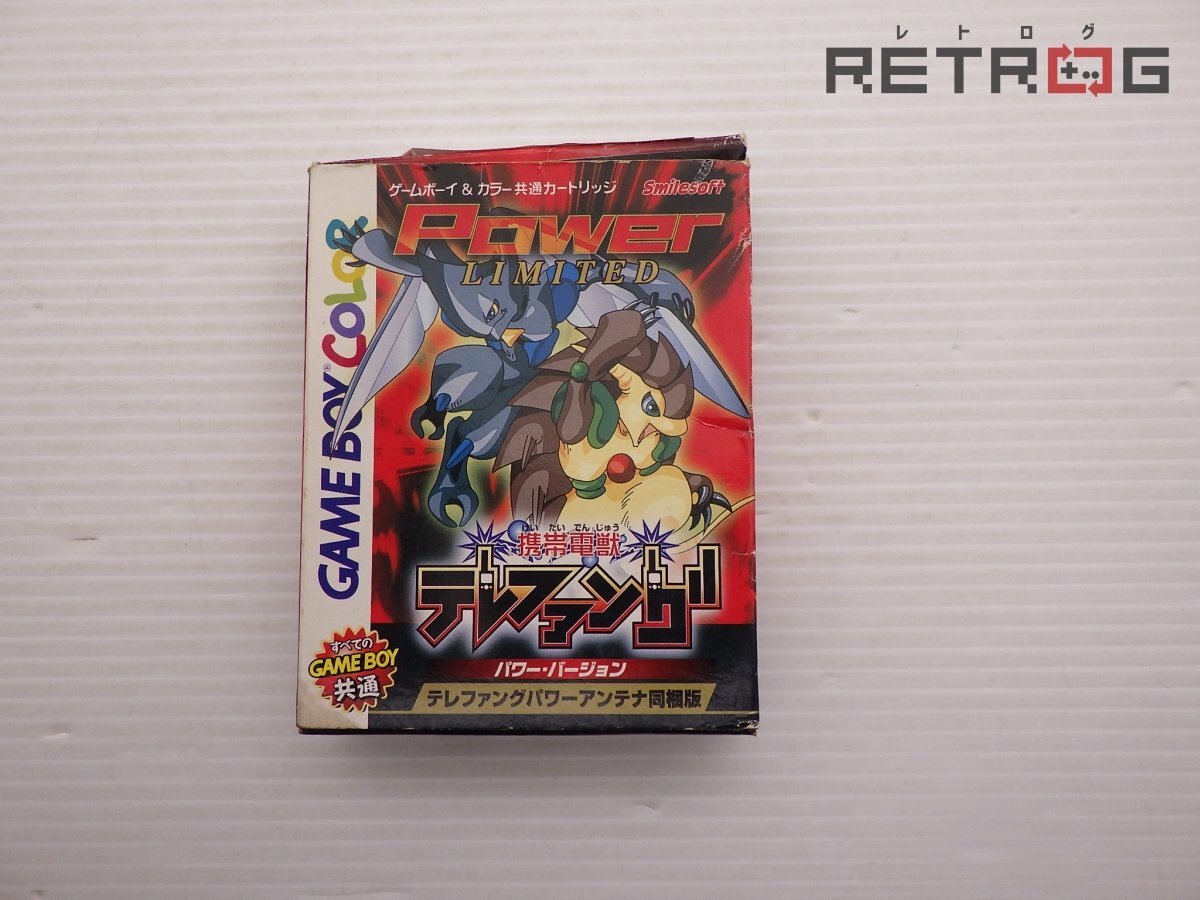 レトログ
RETROG
ゲームボーイ & カラー共通カートリッジ
Smilesoft
Power
LIMITED
GAME BOY COLOR
®
けいたいでんじゅう
携帯電獣
テレファング
パワー・バージョン
テレファングパワーアンテナ同梱版
すべての
GAME BOY
共通